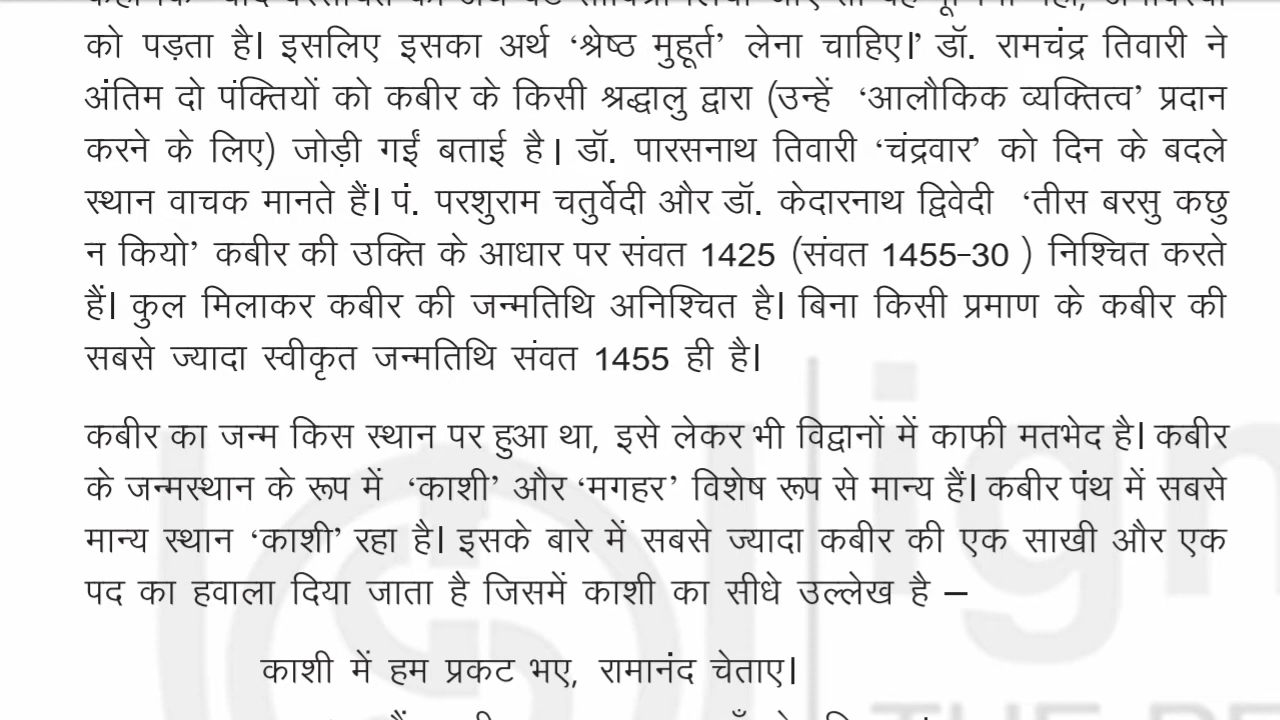 को पड़ता है। इसलिए इसका अर्थ ‘श्रेष्ठ मुहूर्त’ लेना चाहिए।’ डॉ. रामचंद्र तिवारी ने
अंतिम दो पंक्तियों को कबीर के किसी श्रद्धालु द्वारा (उन्हें ‘आलौकिक व्यक्तित्व’ प्रदान
करने के लिए) जोड़ी गईं बताई है। डॉ. पारसनाथ तिवारी ‘चंद्रवार’ को दिन के बदले
स्थान वाचक मानते हैं। पं. परशुराम चतुर्वेदी और डॉ. केदारनाथ द्विवेदी ‘तीस बरसु कछु
न कियो’ कबीर की उक्ति के आधार पर संवत 1425 (संवत 1455-30 ) निश्चित करते
हैं। कुल मिलाकर कबीर की जन्मतिथि अनिश्चित है। बिना किसी प्रमाण के कबीर की
सबसे ज्यादा स्वीकृत जन्मतिथि संवत 1455 ही है।
कबीर का जन्म किस स्थान पर हुआ था, इसे लेकर भी विद्वानों में काफी मतभेद है। कबीर
के जन्मस्थान के रूप में ‘काशी’ और ‘मगहर’ विशेष रूप से मान्य हैं। कबीर पंथ में सबसे
मान्य स्थान ‘काशी’ रहा है। इसके बारे में सबसे ज्यादा कबीर की एक साखी और एक
पद का हवाला दिया जाता है जिसमें काशी का सीधे उल्लेख है –
काशी में हम प्रकट भए, रामानंद चेताए।